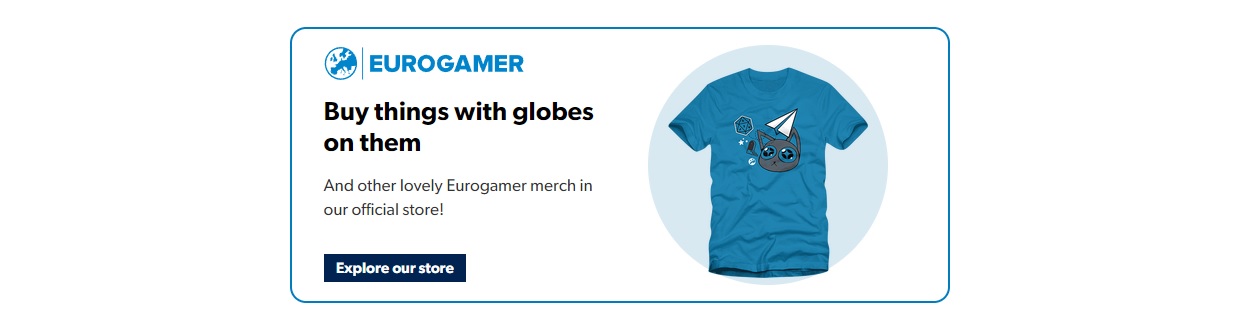 EUROGAMER
Buy things with globes
on them
And other lovely Eurogamer merch in
our official store!
Explore our store